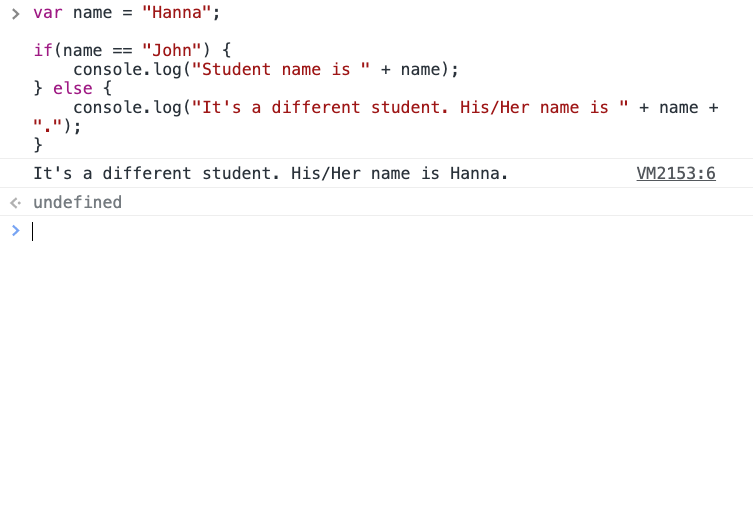 > var name = "Hanna";
if(name == "John") {
    console.log("Student name is " + name);
} else {
    console.log("It's a different student. His/Her name is " + name +
".");
}
It's a different student. His/Her name is Hanna. VM2153:6
undefined
>